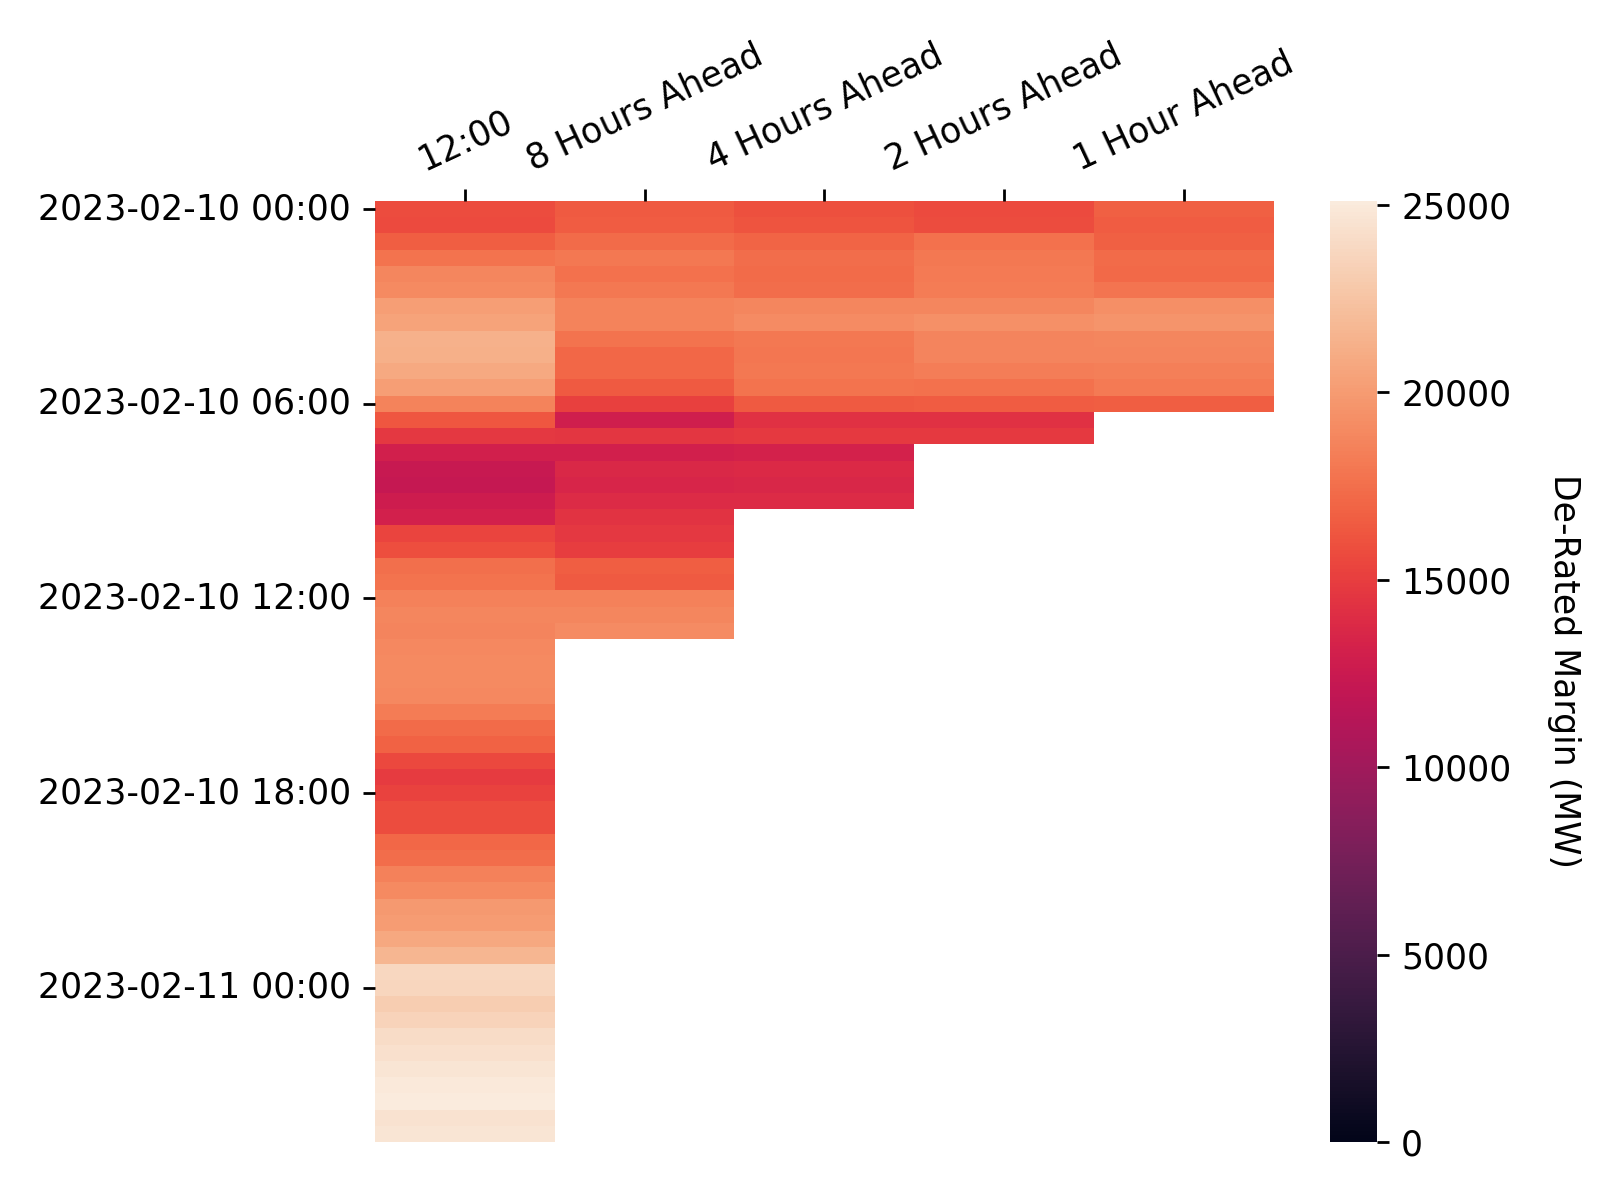 12:00
8 Hours Ahead
4 Hours Ahead
2 Hours Ahead
1 Hour Ahead
2023-02-10 00:00
2023-02-10 06:00
2023-02-10 12:00
2023-02-10 18:00
2023-02-11 00:00
25000
20000
15000
10000
5000
0
De-Rated Margin (MW)